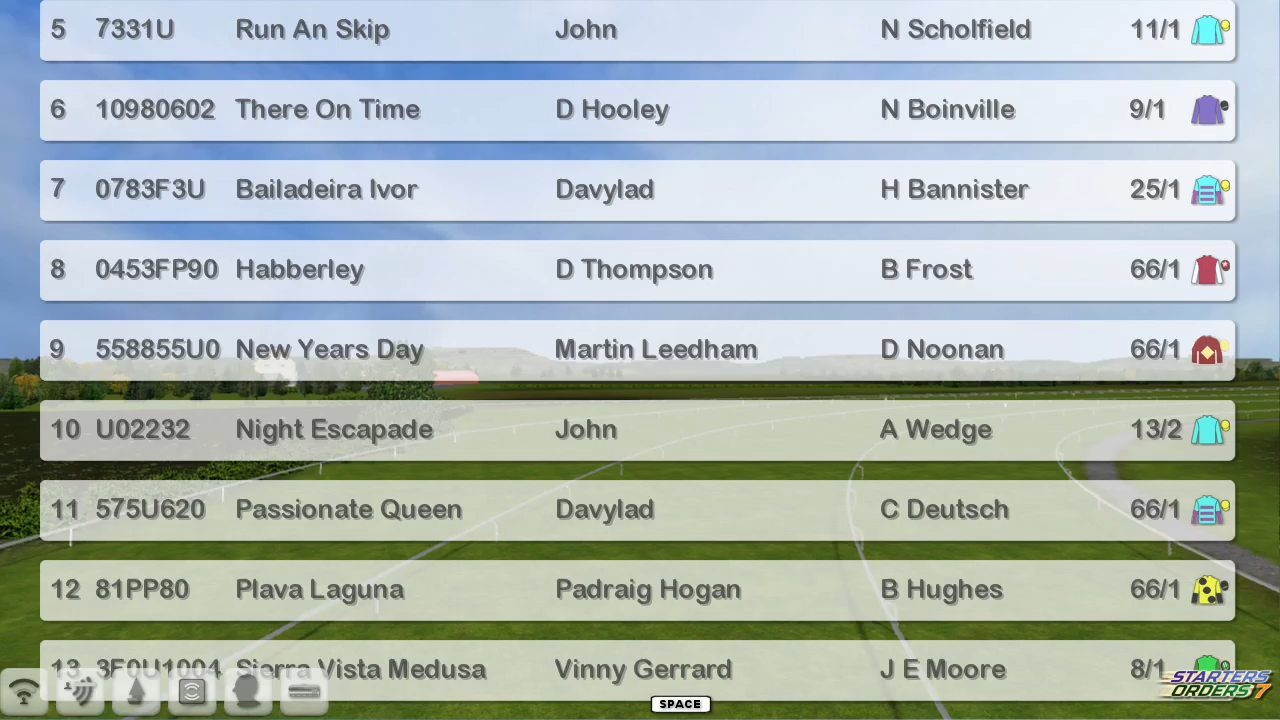 5 7331U Run An Skip John N Scholfield 11/1
6 10980602 There On Time D Hooley N Boinville 9/1
7 0783F3U Bailadeira Ivor Davylad H Bannister 25/1
8 0453FP90 Habberley D Thompson B Frost 66/1
9 558855U0 New Years Day Martin Leedham D Noonan 66/1
10 U02232 Night Escapade John A Wedge 13/2
11 575U620 Passionate Queen Davylad C Deutsch 66/1
12 81PP80 Plava Laguna Padraig Hogan B Hughes 66/1
13 3F0U1004 Sierra Vista Medusa Vinny Gerrard J E Moore 8/1
STARTERS
ORDERS 7
SPACE